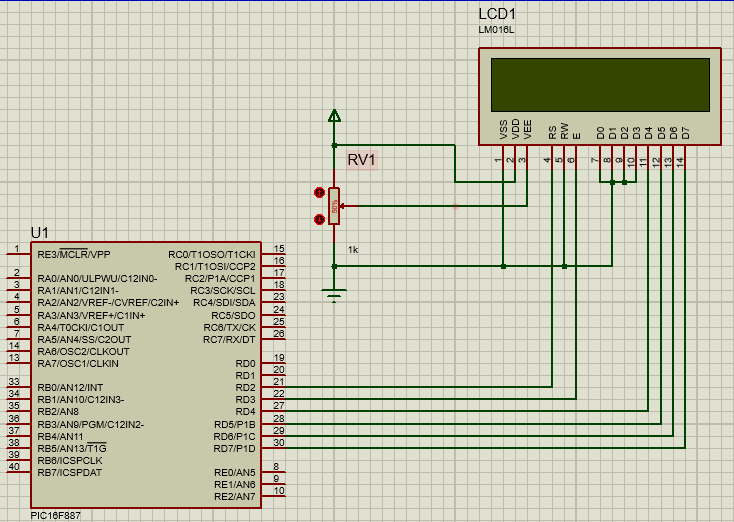 LCD1
LM016L
VSS
VDD
VEE
RS
RW
E
D0
D1
D2
D3
D4
D5
D6
D7
1
2
3
4
5
6
7
8
9
10
11
12
13
14
RV1
50%
1k
U1
1 RE3/MCLR/VPP RC0/T1OSO/T1CKI 15
RC1/T1OSI/CCP2 16
2 RA0/AN0/ULPWU/C12IN0- RC2/P1A/CCP1 17
3 RA1/AN1/C12IN1- RC3/SCK/SCL 18
4 RA2/AN2/VREF-/CVREF/C2IN+ RC4/SDI/SDA 23
5 RA3/AN3/VREF+/C1IN+ RC5/SDO 24
6 RA4/T0CKI/C1OUT RC6/TX/CK 25
7 RA5/AN4/SS/C2OUT RC7/RX/DT 26
14 RA6/OSC2/CLKOUT
13 RA7/OSC1/CLKIN RD0 19
RD1 20
33 RB0/AN12/INT RD2 21
34 RB1/AN10/C12IN3- RD3 22
35 RB2/AN8 RD4 27
36 RB3/AN9/PGM/C12IN2- RD5/P1B 28
37 RB4/AN11 RD6/P1C 29
38 RB5/AN13/T1G RD7/P1D 30
39 RB6/ICSPCLK
40 RB7/ICSPDAT RE0/AN5 8
RE1/AN6 9
RE2/AN7 10
PIC16F887